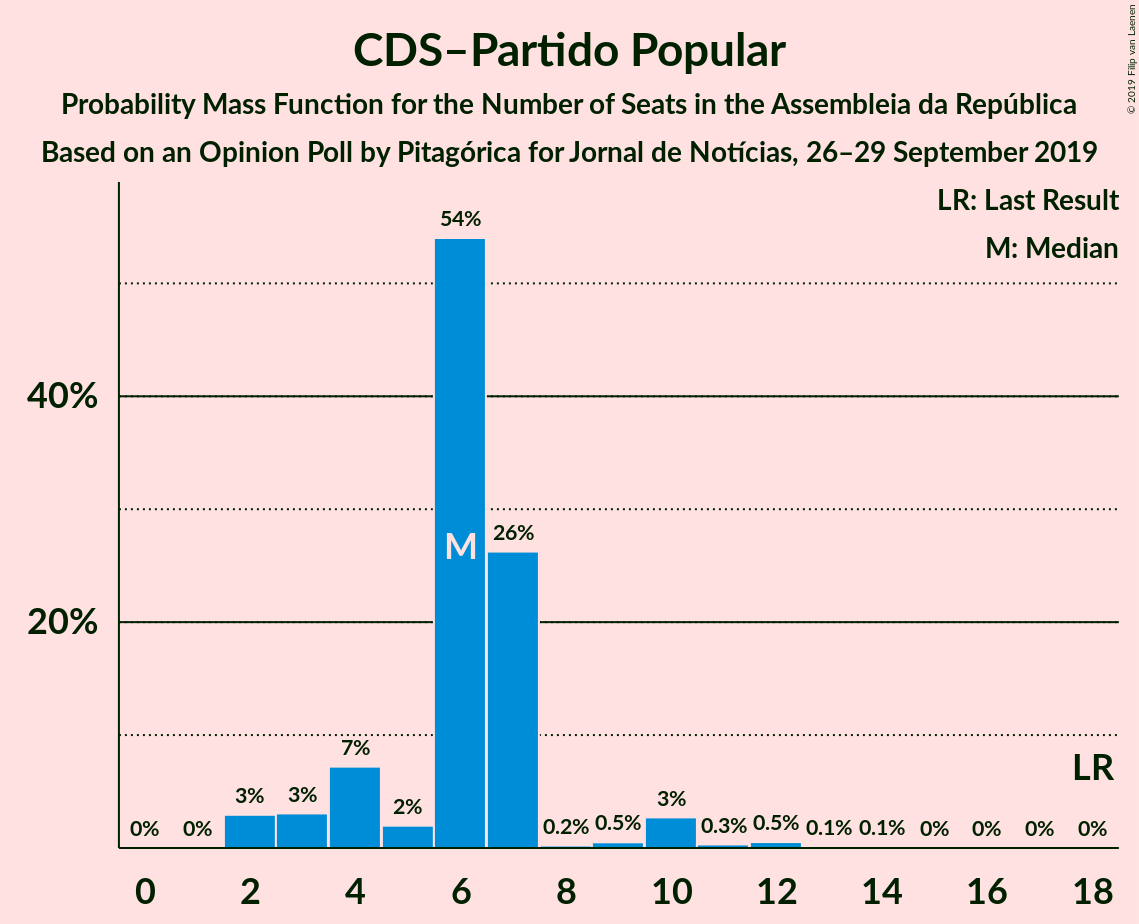 CDS–Partido Popular
Probability Mass Function for the Number of Seats in the Assembleia da República
Based on an Opinion Poll by Pitagórica for Jornal de Notícias, 26–29 September 2019
© 2019 Filip van Laenen
LR: Last Result
M: Median
54%
40%
M
26%
20%
7%
LR
3% 3% 2% 3%
0% 0% 0.2% 0.5% 0.3% 0.5% 0.1% 0.1% 0% 0% 0% 0%
0 2 4 6 8 10 12 14 16 18